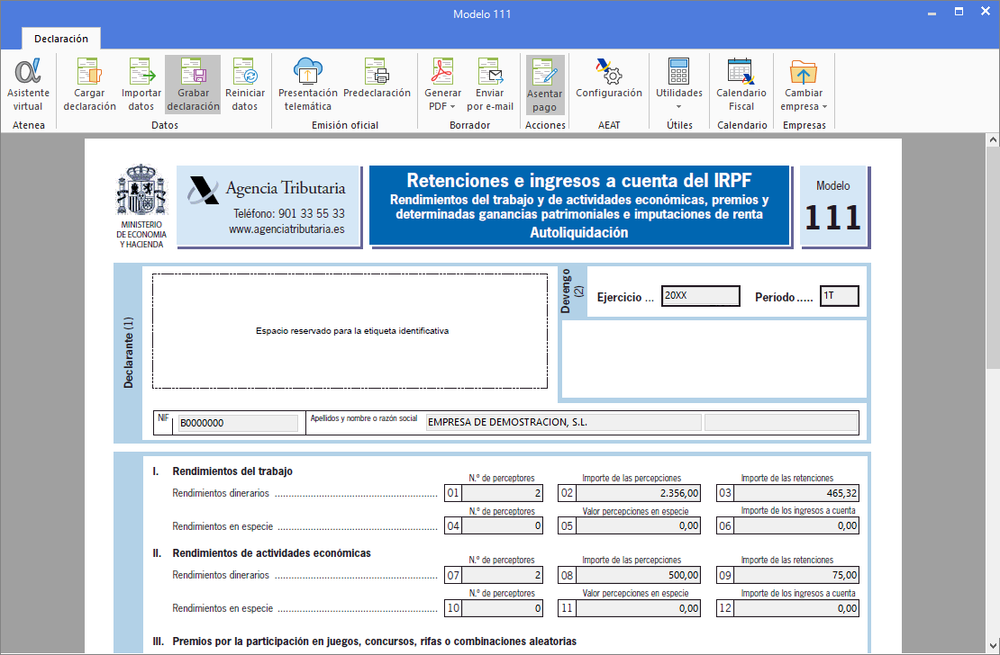 Modelo 111
Declaración
Asistente virtual
Cargar declaración
Importar datos
Grabar declaración
Reiniciar datos
Presentación telemática
Predeclaración
Generar PDF
Enviar por e-mail
Asentar pago
Configuración
Utilidades
Calendario Fiscal
Cambiar empresa
Atenea
Datos
Emisión oficial
Borrador
Acciones
AEAT
Útiles
Calendario
Empresas
MINISTERIO
DE ECONOMIA
Y HACIENDA
Agencia Tributaria
Teléfono: 901 33 55 33
www.agenciatributaria.es
Retenciones e ingresos a cuenta del IRPF
Rendimientos del trabajo y de actividades económicas, premios y
determinadas ganancias patrimoniales e imputaciones de renta
Autoliquidación
Modelo
111
Declarante (1)
Espacio reservado para la etiqueta identificativa
Devengo (2)
Ejercicio ... 20XX Período..... 1T
NIF B0000000 Apellidos y nombre o razón social EMPRESA DE DEMOSTRACION, S.L.
I. Rendimientos del trabajo
N.º de perceptores Importe de las percepciones Importe de las retenciones
Rendimientos dinerarios 01 2 02 2.356,00 03 465,32
N.º de perceptores Valor percepciones en especie Importe de los ingresos a cuenta
Rendimientos en especie 04 0 05 0,00 06 0,00
II. Rendimientos de actividades económicas
N.º de perceptores Importe de las percepciones Importe de las retenciones
Rendimientos dinerarios 07 2 08 500,00 09 75,00
N.º de perceptores Valor percepciones en especie Importe de los ingresos a cuenta
Rendimientos en especie 10 0 11 0,00 12 0,00
III. Premios por la participación en juegos, concursos, rifas o combinaciones aleatorias